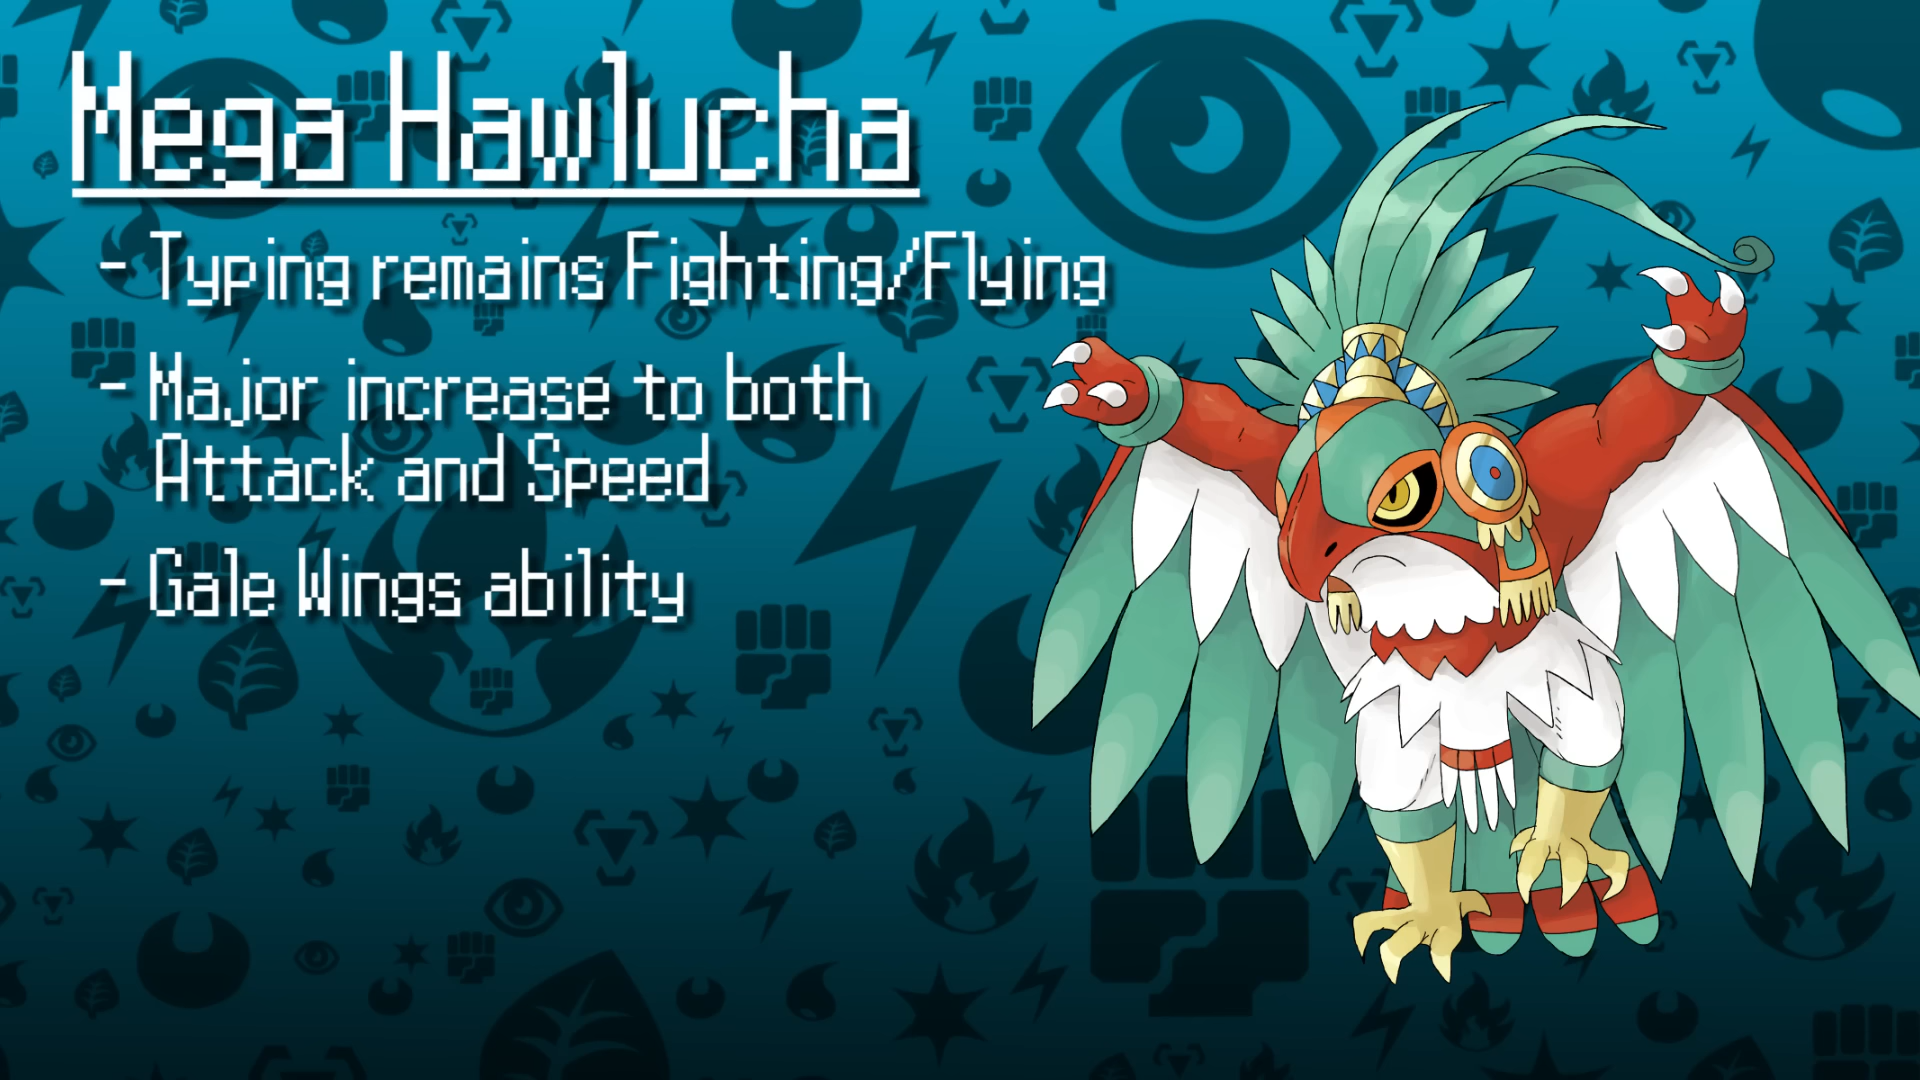 Mega Hawlucha
- Typing remains Fighting/Flying
- Major increase to both
Attack and Speed
- Gale Wings ability